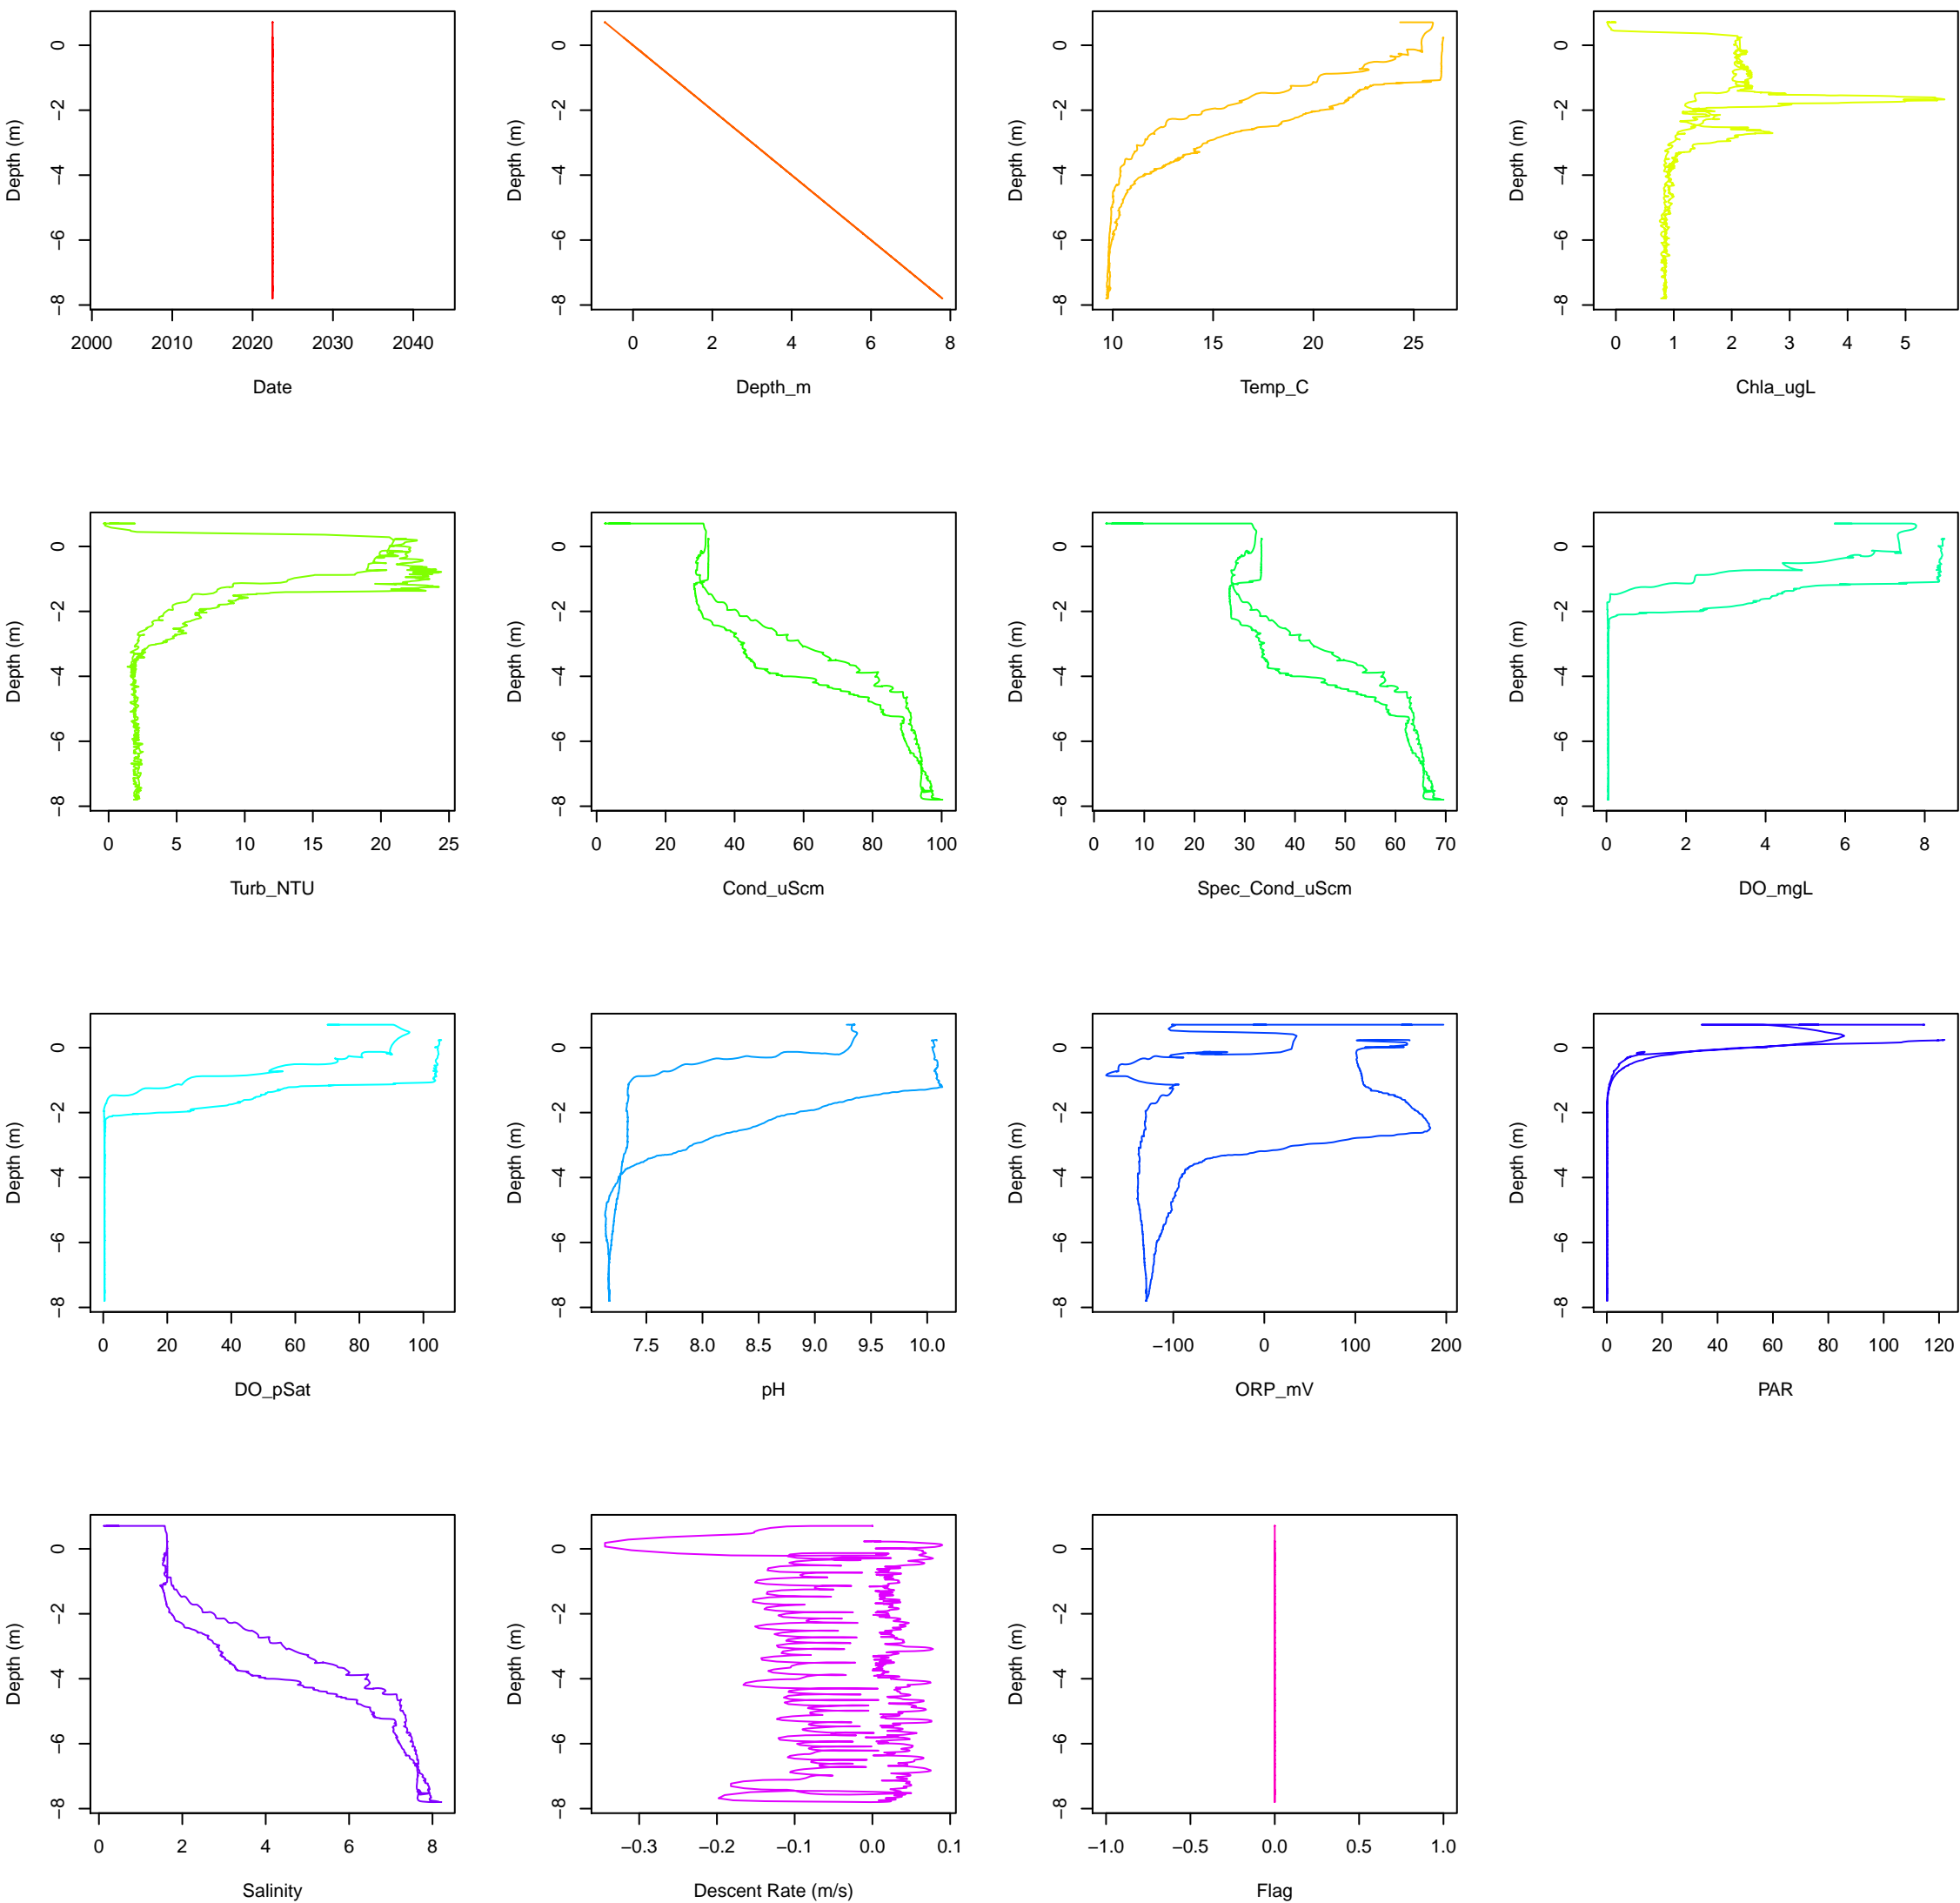 Depth (m)
0
−2
−4
−6
−8
2000 2010 2020 2030 2040
Date
Depth (m)
0
−2
−4
−6
−8
0 2 4 6 8
Depth_m
Depth (m)
0
−2
−4
−6
−8
10 15 20 25
Temp_C
Depth (m)
0
−2
−4
−6
−8
0 1 2 3 4 5
Chla_ugL
Depth (m)
0
−2
−4
−6
−8
0 5 10 15 20 25
Turb_NTU
Depth (m)
0
−2
−4
−6
−8
0 20 40 60 80 100
Cond_uScm
Depth (m)
0
−2
−4
−6
−8
0 10 20 30 40 50 60 70
Spec_Cond_uScm
Depth (m)
0
−2
−4
−6
−8
0 2 4 6 8
DO_mgL
Depth (m)
0
−2
−4
−6
−8
0 20 40 60 80 100
DO_pSat
Depth (m)
0
−2
−4
−6
−8
7.5 8.0 8.5 9.0 9.5 10.0
pH
Depth (m)
0
−2
−4
−6
−8
−100 0 100 200
ORP_mV
Depth (m)
0
−2
−4
−6
−8
0 20 40 60 80 100 120
PAR
Depth (m)
0
−2
−4
−6
−8
0 2 4 6 8
Salinity
Depth (m)
0
−2
−4
−6
−8
−0.3 −0.2 −0.1 0.0 0.1
Descent Rate (m/s)
Depth (m)
0
−2
−4
−6
−8
−1.0 −0.5 0.0 0.5 1.0
Flag